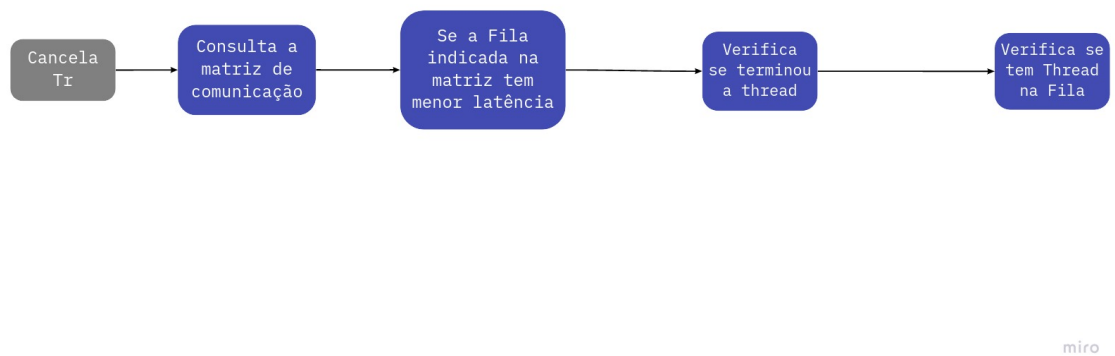 Cancela
Tr
Consulta a
matriz de
comunicação
Se a Fila
indicada na
matriz tem
menor latência
Verifica
se terminou
a thread
Verifica se
tem Thread
na Fila
miro